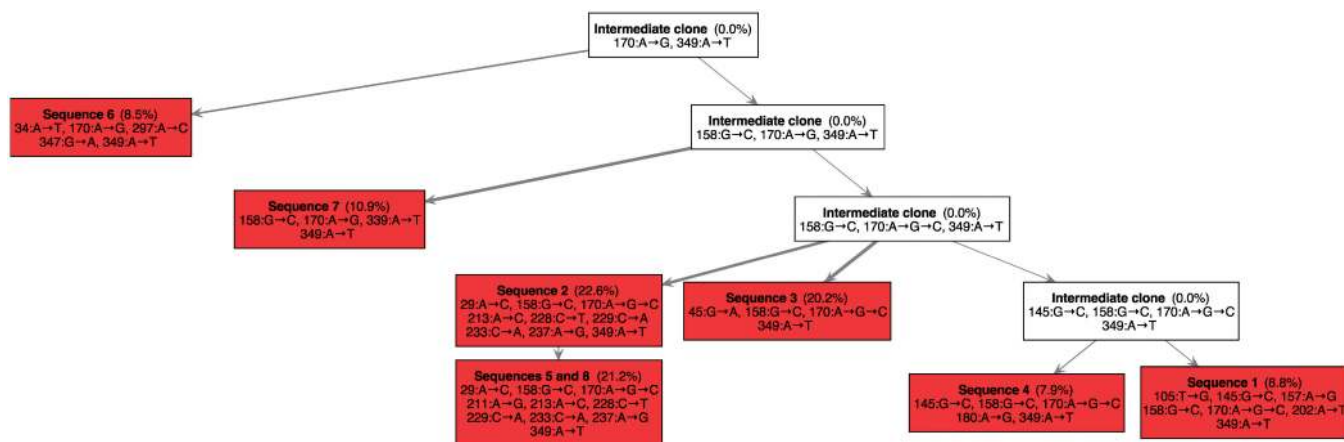 Intermediate clone (0.0%)
170:A→G, 349:A→T
Sequence 6 (8.5%)
34:A→T, 170:A→G, 297:A→C
347:G→A, 349:A→T
Intermediate clone (0.0%)
158:G→C, 170:A→G, 349:A→T
Sequence 7 (10.9%)
158:G→C, 170:A→G, 339:A→T
349:A→T
Intermediate clone (0.0%)
158:G→C, 170:A→G→C, 349:A→T
Sequence 2 (22.6%)
29:A→C, 158:G→C, 170:A→G→C
213:A→C, 228:C→T, 229:C→A
233:C→A, 237:A→G, 349:A→T
Sequence 3 (20.2%)
45:G→A, 158:G→C, 170:A→G→C
349:A→T
Intermediate clone (0.0%)
145:G→C, 158:G→C, 170:A→G→C
349:A→T
Sequences 5 and 8 (21.2%)
29:A→C, 158:G→C, 170:A→G→C
211:A→G, 213:A→C, 228:C→T
229:C→A, 233:C→A, 237:A→G
349:A→T
Sequence 4 (7.9%)
145:G→C, 158:G→C, 170:A→G→C
180:A→G, 349:A→T
Sequence 1 (8.8%)
105:T→G, 145:G→C, 157:A→G
158:G→C, 170:A→G→C, 202:A→T
349:A→T